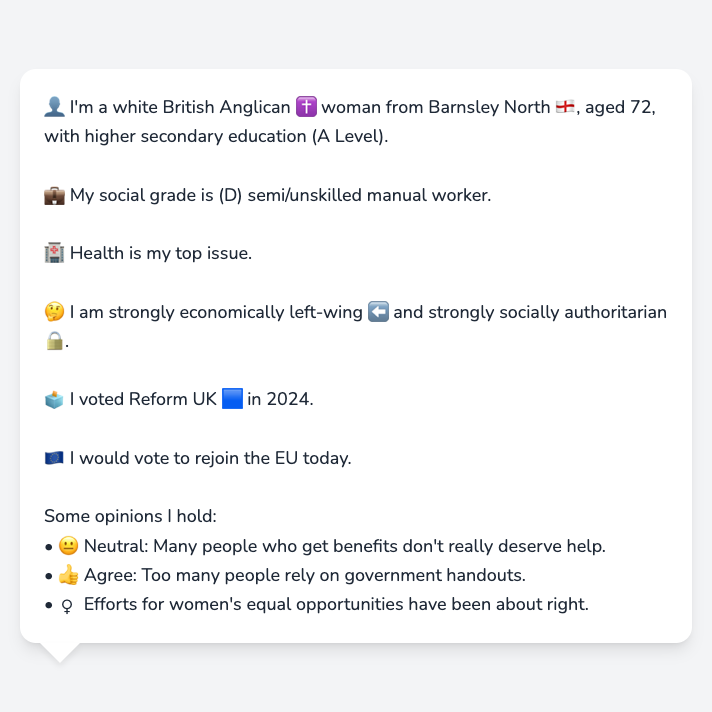 👤 I'm a white British Anglican ✝️ woman from Barnsley North 🏴󠁧󠁢󠁥󠁮󠁧󠁿, aged 72,
with higher secondary education (A Level).
💼 My social grade is (D) semi/unskilled manual worker.
🏥 Health is my top issue.
🤔 I am strongly economically left-wing ⬅️ and strongly socially authoritarian
🔒.
🗳️ I voted Reform UK 🟦 in 2024.
🇪🇺 I would vote to rejoin the EU today.
Some opinions I hold:
• 😐 Neutral: Many people who get benefits don't really deserve help.
• 👍 Agree: Too many people rely on government handouts.
• ♀ Efforts for women's equal opportunities have been about right.